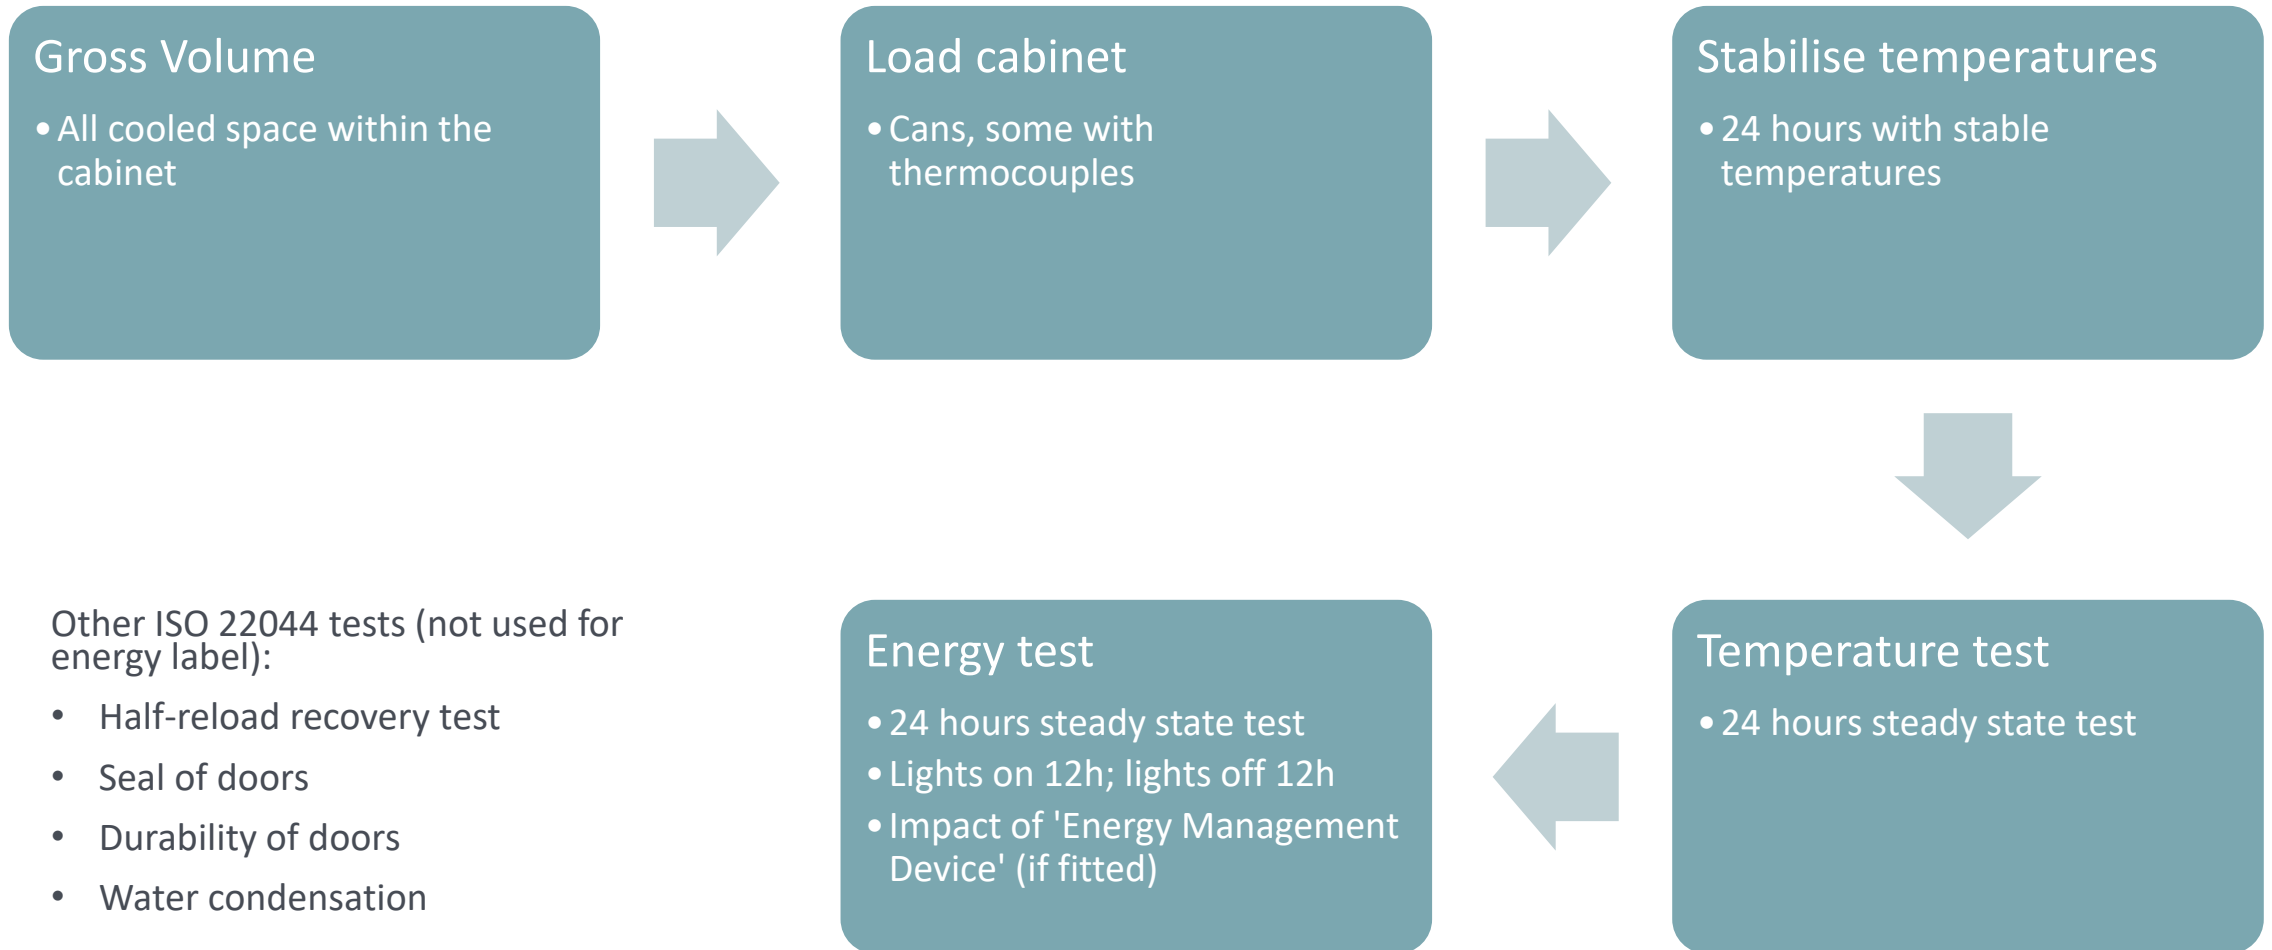 Gross Volume
• All cooled space within the
cabinet
Load cabinet
• Cans, some with
thermocouples
Stabilise temperatures
• 24 hours with stable
temperatures
Temperature test
• 24 hours steady state test
Energy test
• 24 hours steady state test
• Lights on 12h; lights off 12h
• Impact of 'Energy Management
Device' (if fitted)
Other ISO 22044 tests (not used for
energy label):
• Half-reload recovery test
• Seal of doors
• Durability of doors
• Water condensation